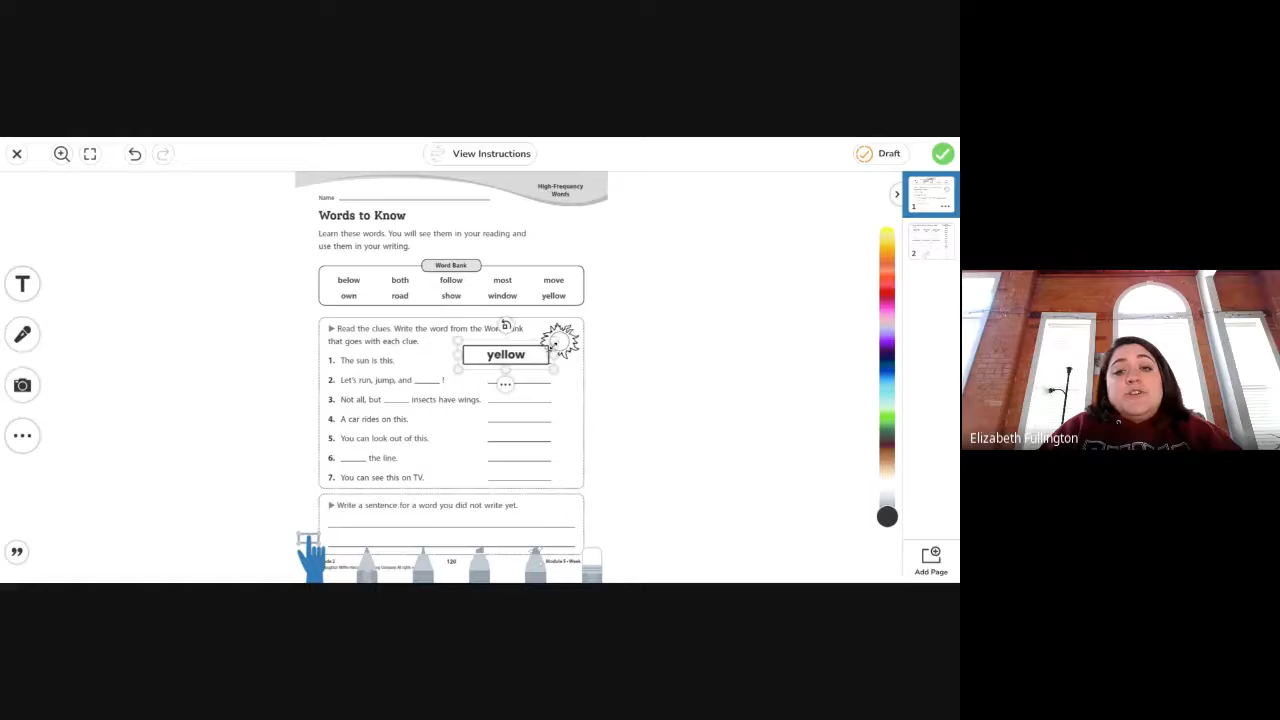 View Instructions
Draft
High-Frequency
Words
Name
Words to Know
Learn these words. You will see them in your reading and
use them in your writing.
Word Bank
below both follow most move
own road show window yellow
Read the clues. Write the word from the
that goes with each clue.
yellow
1. The sun is this.
2. Let's run, jump, and ______ !
3. Not all, but ______ insects have wings.
4. A car rides on this.
5. You can look out of this.
6. ______ the line.
7. You can see this on TV.
Write a sentence for a word you did not write yet.
120
Module 5 • Week
1
2
Add Page
T
Elizabeth Fullington